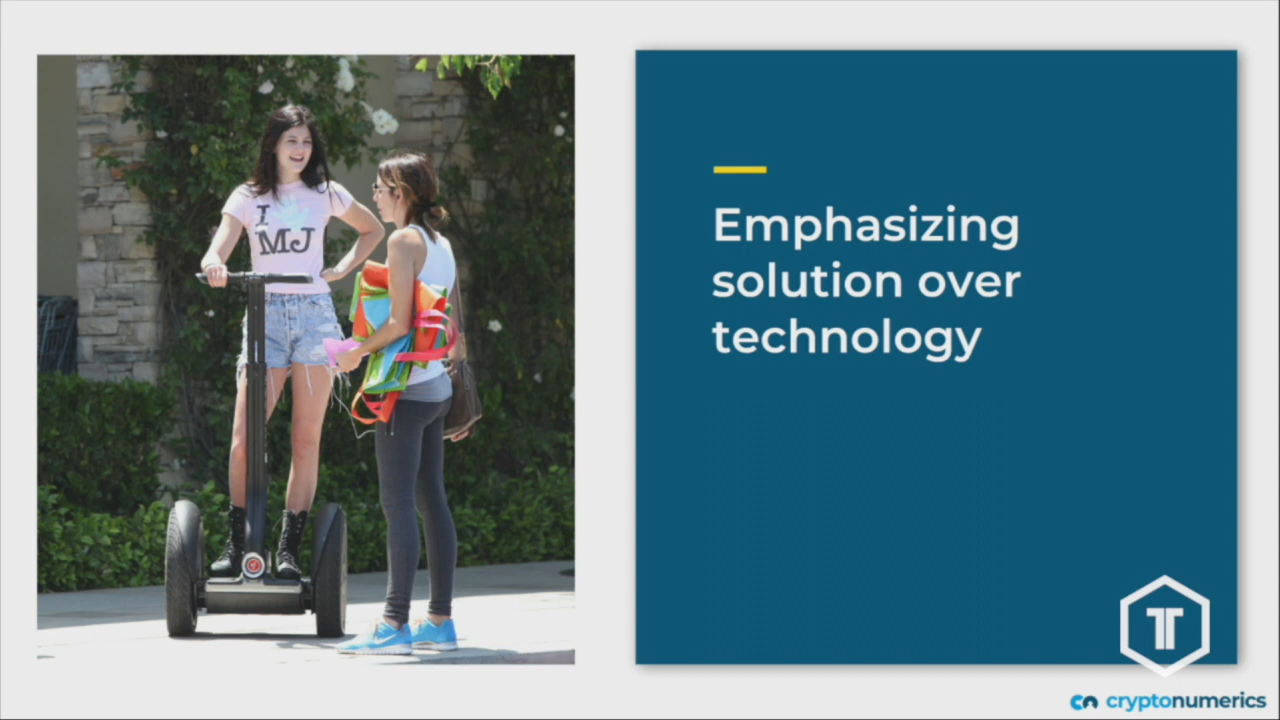 I
MJ
Emphasizing
solution over
technology
T
cryptonumerics